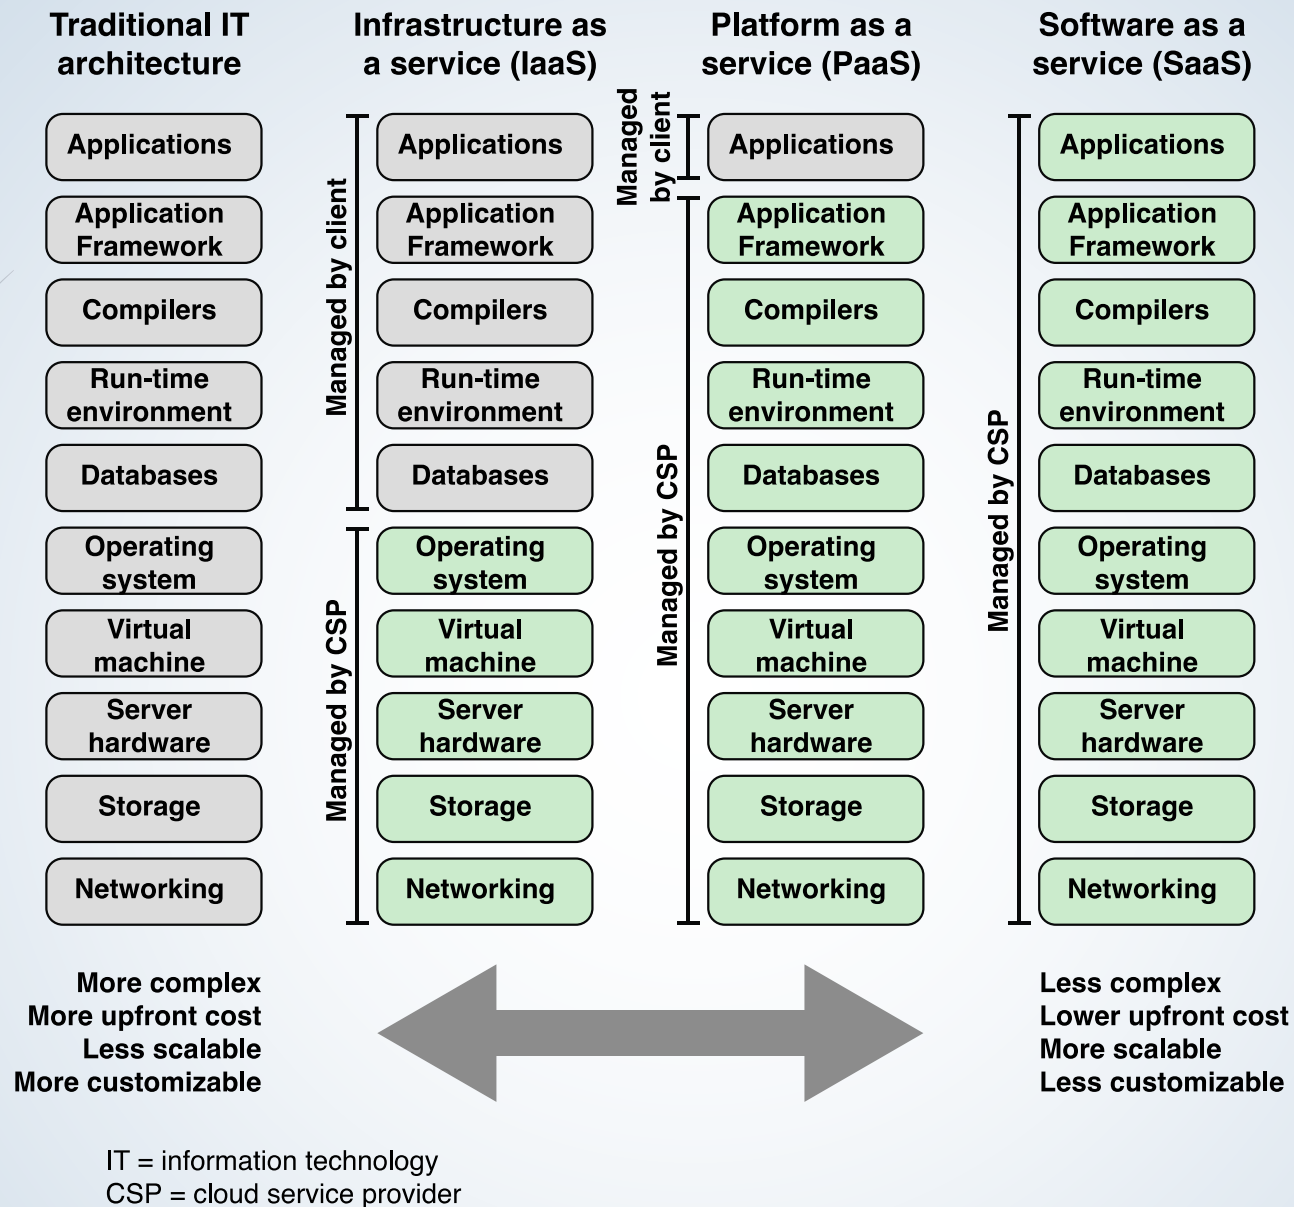 Traditional IT
architecture
Infrastructure as
a service (IaaS)
Platform as a
service (PaaS)
Software as a
service (SaaS)
Applications
Application
Framework
Compilers
Run-time
environment
Databases
Operating
system
Virtual
machine
Server
hardware
Storage
Networking
Managed by client
Managed by CSP
Applications
Application
Framework
Compilers
Run-time
environment
Databases
Operating
system
Virtual
machine
Server
hardware
Storage
Networking
Managed
by client
Managed by CSP
Applications
Application
Framework
Compilers
Run-time
environment
Databases
Operating
system
Virtual
machine
Server
hardware
Storage
Networking
Managed by CSP
Applications
Application
Framework
Compilers
Run-time
environment
Databases
Operating
system
Virtual
machine
Server
hardware
Storage
Networking
More complex
More upfront cost
Less scalable
More customizable
Less complex
Lower upfront cost
More scalable
Less customizable
IT = information technology
CSP = cloud service provider